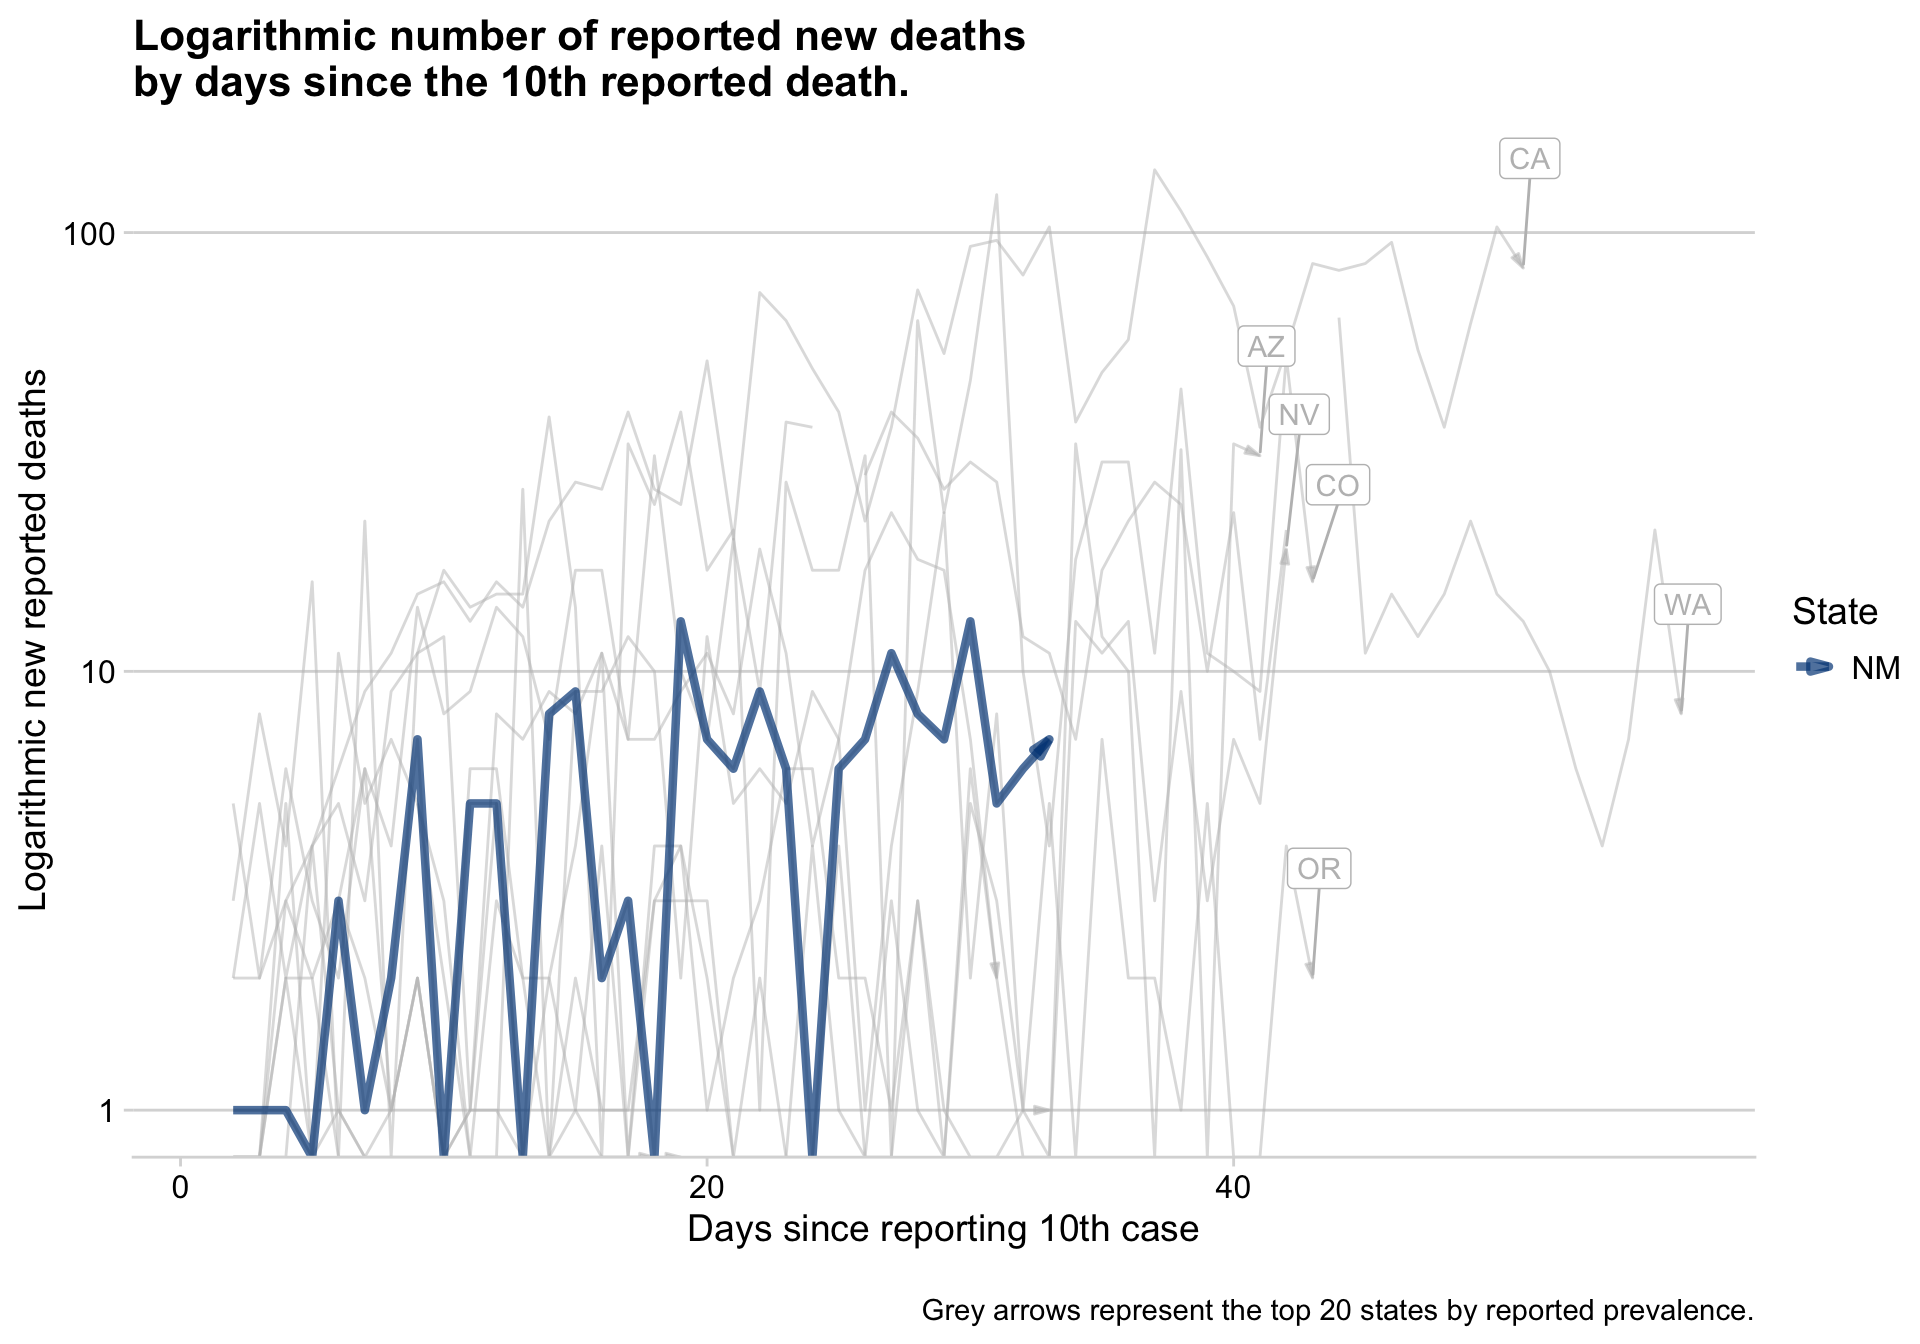 Logarithmic number of reported new deaths
by days since the 10th reported death.
Logarithmic new reported deaths
100
10
1
CA
AZ
NV
CO
WA
OR
State
NM
0
20
40
Days since reporting 10th case
Grey arrows represent the top 20 states by reported prevalence.